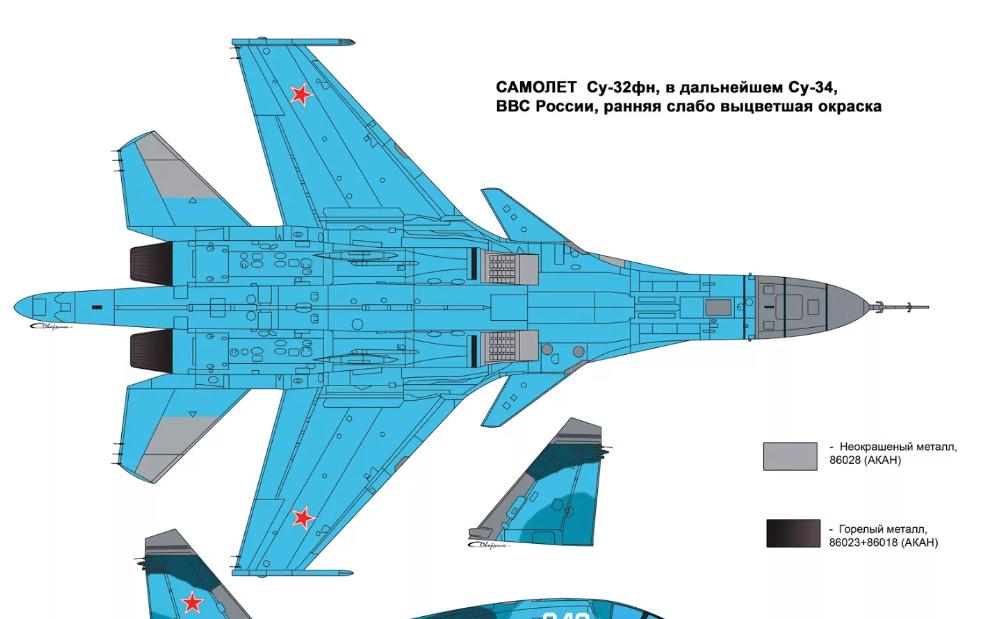 САМОЛЕТ Су-32фн, в дальнейшем Су-34,
ВВС России, ранняя слабо выцветшая окраска
- Неокрашеный металл,
86028 (АКАН)
- Горелый металл,
86023+86018 (АКАН)